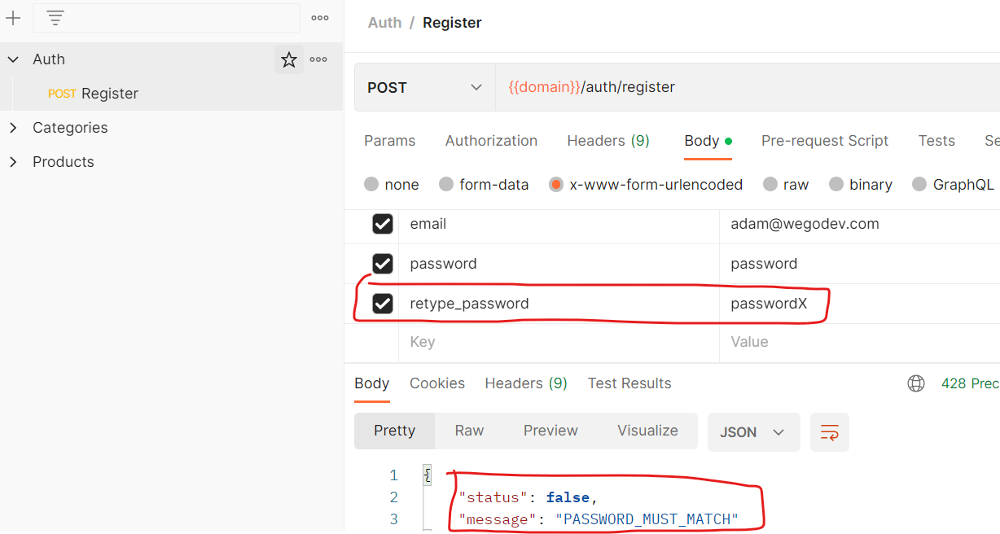 Auth / Register
Auth
POST Register
Categories
Products
POST {{domain}}/auth/register
Params Authorization Headers (9) Body Pre-request Script Tests Se
none form-data x-www-form-urlencoded raw binary GraphQL
email adam@wegodev.com
password password
retype_password passwordX
Key Value
Body Cookies Headers (9) Test Results 428 Prec
Pretty Raw Preview Visualize JSON
1 {
2 "status": false,
3 "message": "PASSWORD_MUST_MATCH"